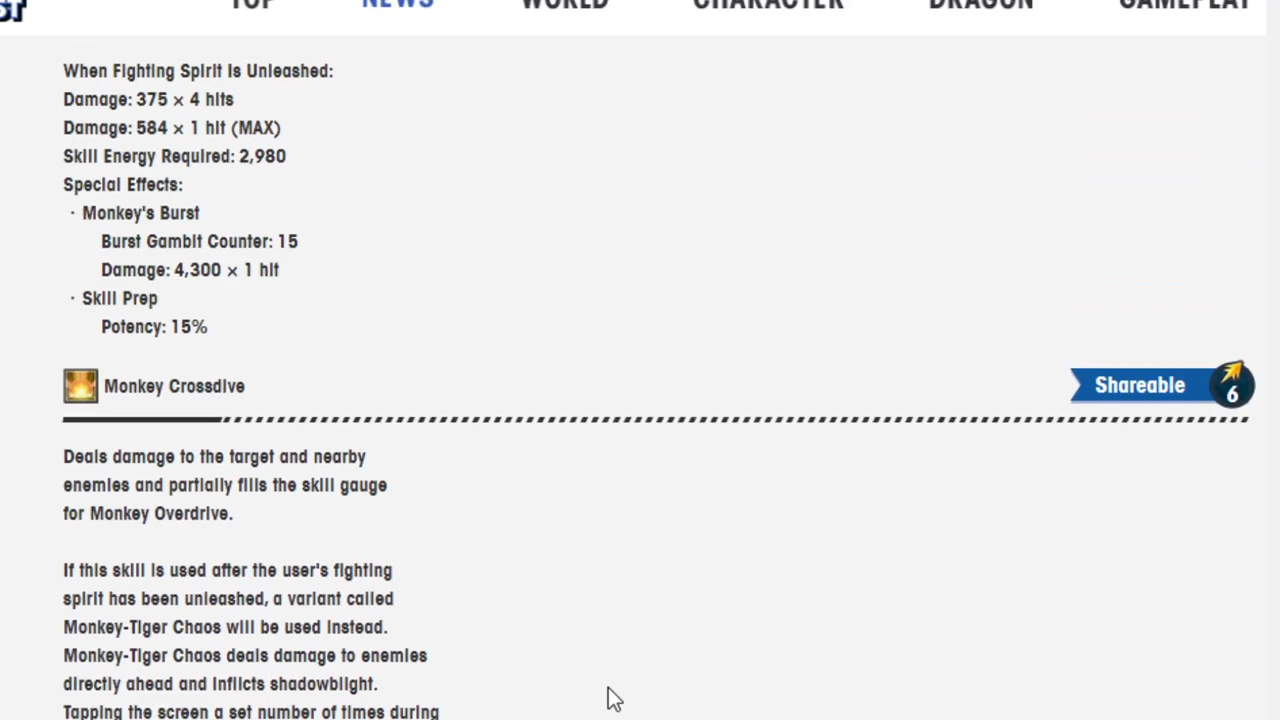 TOP NEWS WORLD CHARACTER DRAGON GAMEPLAY
When Fighting Spirit Is Unleashed:
Damage: 375 × 4 hits
Damage: 584 × 1 hit (MAX)
Skill Energy Required: 2,980
Special Effects:
· Monkey's Burst
Burst Gambit Counter: 15
Damage: 4,300 × 1 hit
· Skill Prep
Potency: 15%
Monkey Crossdive
Shareable 6
Deals damage to the target and nearby
enemies and partially fills the skill gauge
for Monkey Overdrive.
If this skill is used after the user's fighting
spirit has been unleashed, a variant called
Monkey-Tiger Chaos will be used instead.
Monkey-Tiger Chaos deals damage to enemies
directly ahead and inflicts shadowblight.
Tapping the screen a set number of times during